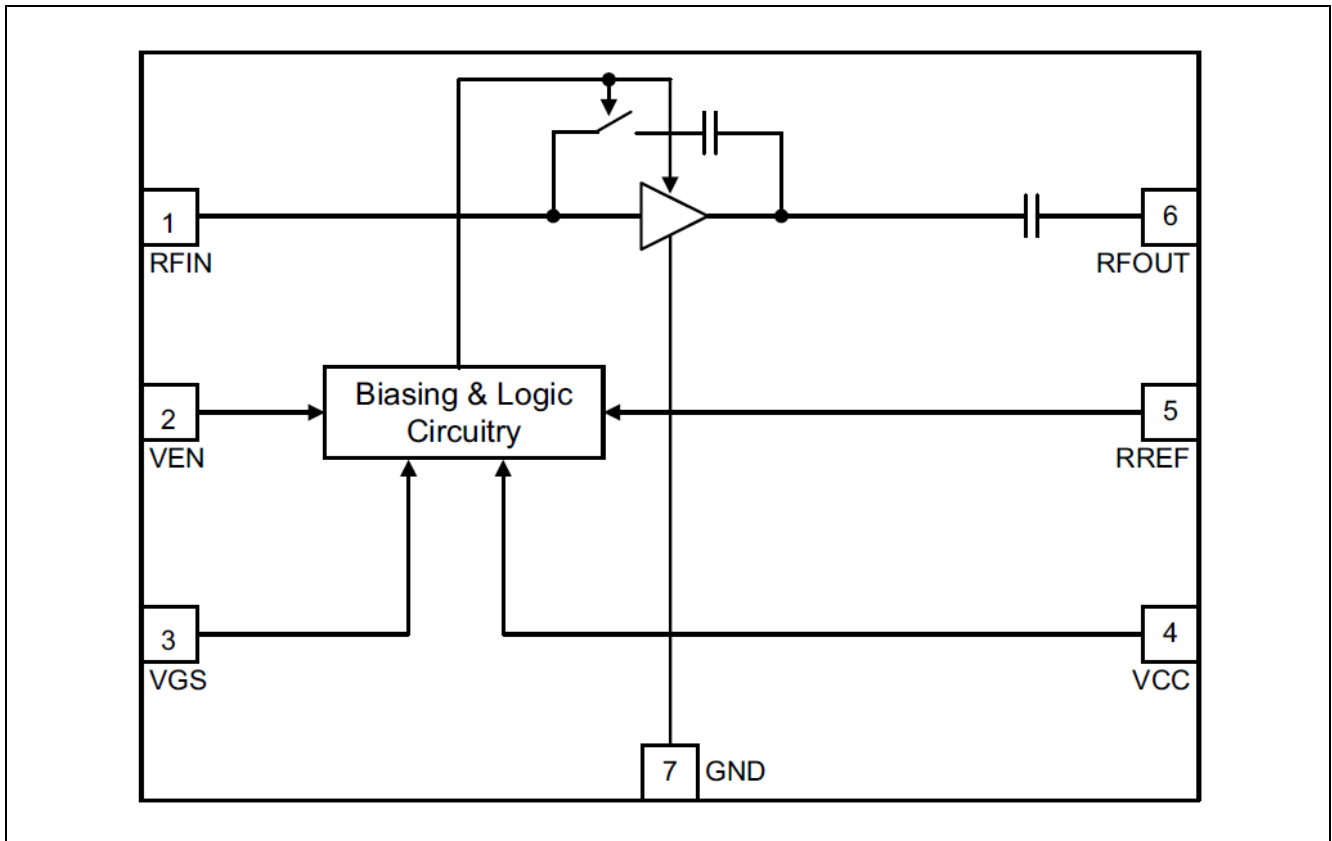 1
RFIN
6
RFOUT
2
VEN
Biasing & Logic
Circuitry
5
RREF
3
VGS
4
VCC
7
GND